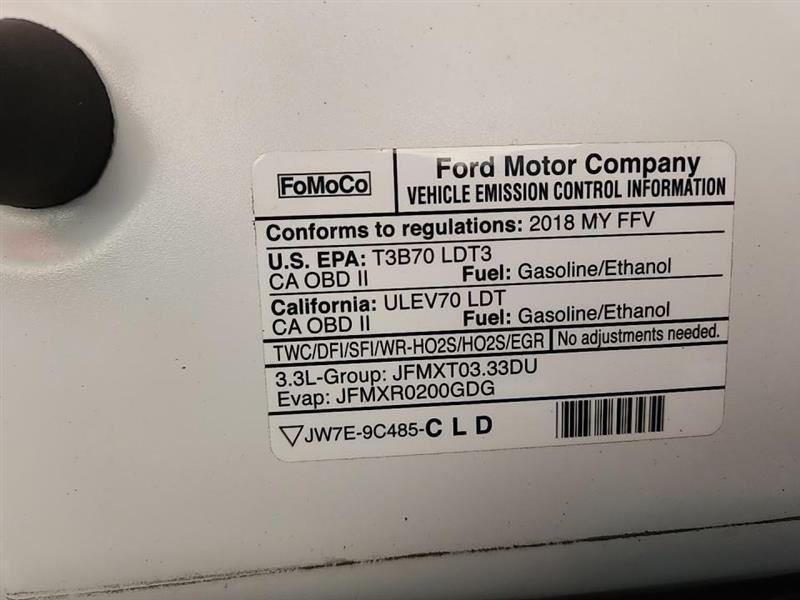 FoMoCo
Ford Motor Company
VEHICLE EMISSION CONTROL INFORMATION
Conforms to regulations: 2018 MY FFV
U.S. EPA: T3B70 LDT3
CA OBD II Fuel: Gasoline/Ethanol
California: ULEV70 LDT
CA OBD II Fuel: Gasoline/Ethanol
TWC/DFI/SFI/WR-HO2S/HO2S/EGR No adjustments needed.
3.3L-Group: JFMXT03.33DU
Evap: JFMXR0200GDG
JW7E-9C485-CLD